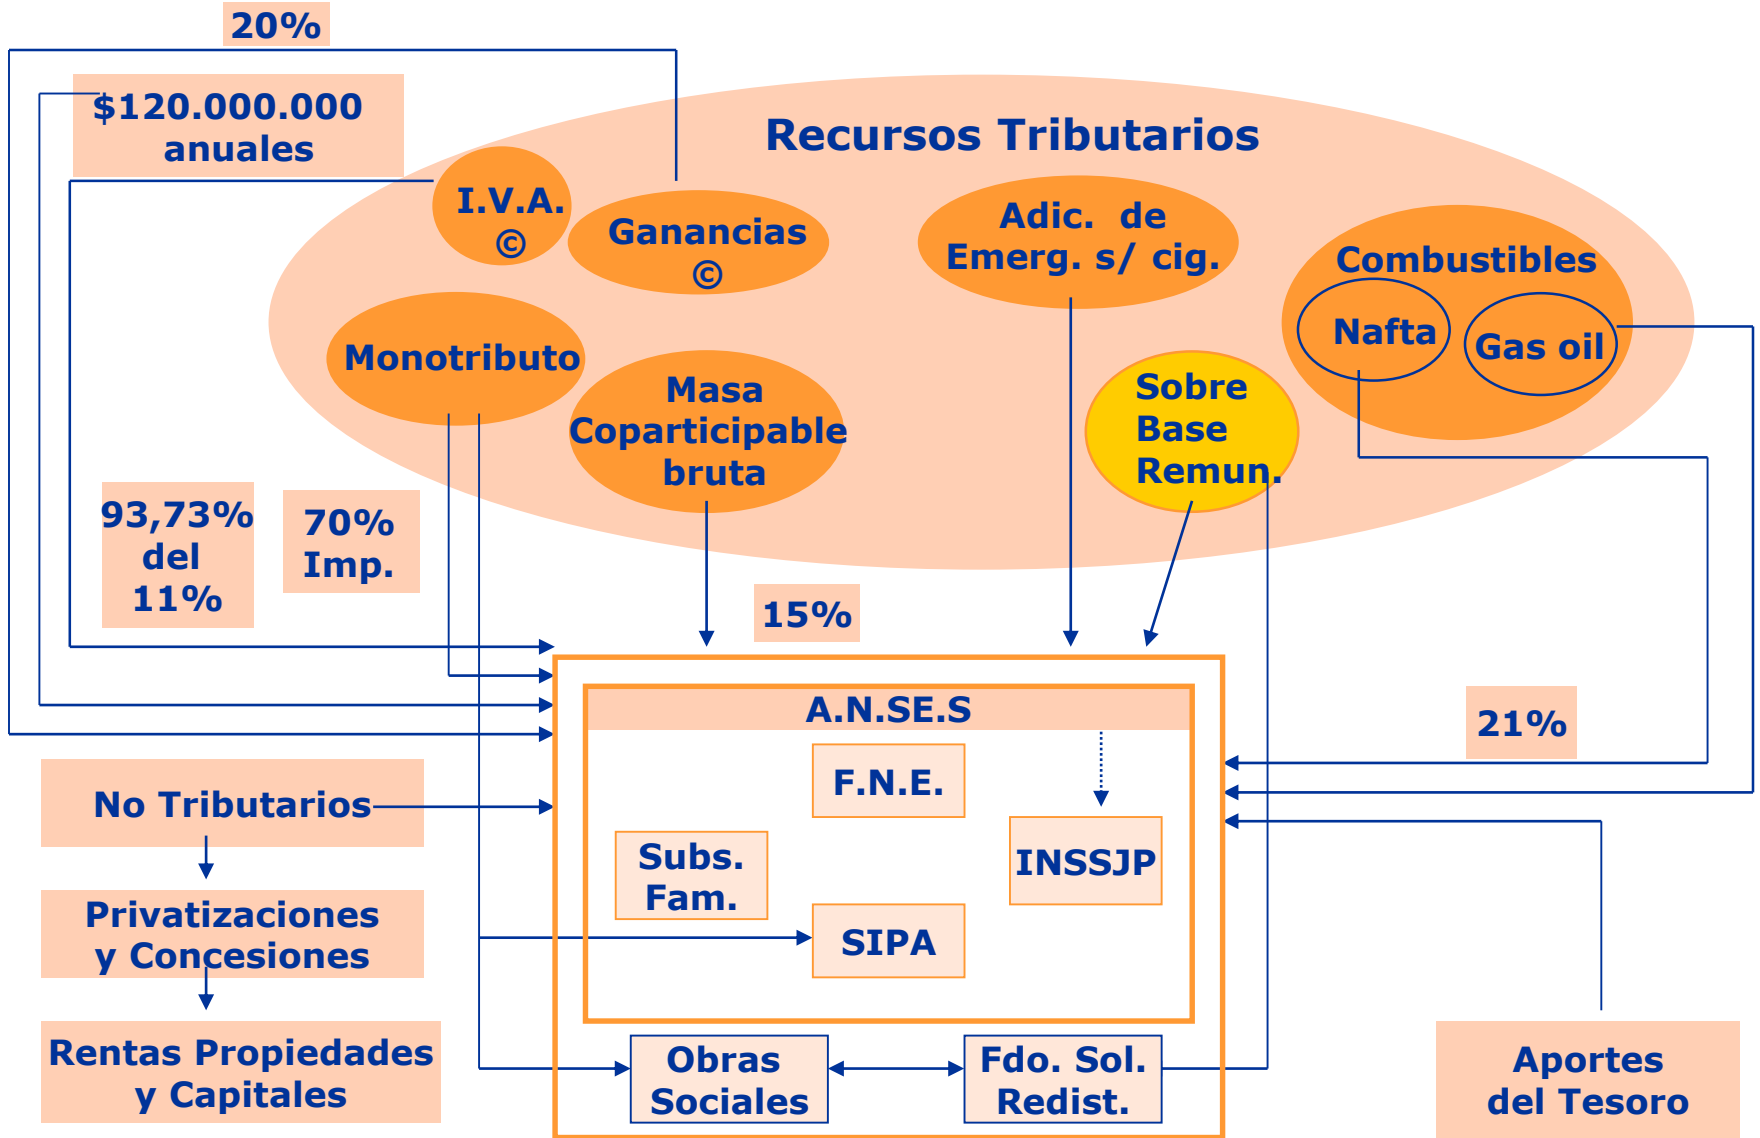 20%
$120.000.000
anuales
Recursos Tributarios
I.V.A.
©
Ganancias
©
Adic. de
Emerg. s/ cig.
Combustibles
Nafta
Gas oil
Monotributo
Masa
Coparticipable
bruta
Sobre
Base
Remun.
93,73%
del
11%
70%
Imp.
15%
21%
A.N.SE.S
F.N.E.
No Tributarios
Subs.
Fam.
INSSJP
Privatizaciones
y Concesiones
SIPA
Rentas Propiedades
y Capitales
Obras
Sociales
Fdo. Sol.
Redist.
Aportes
del Tesoro